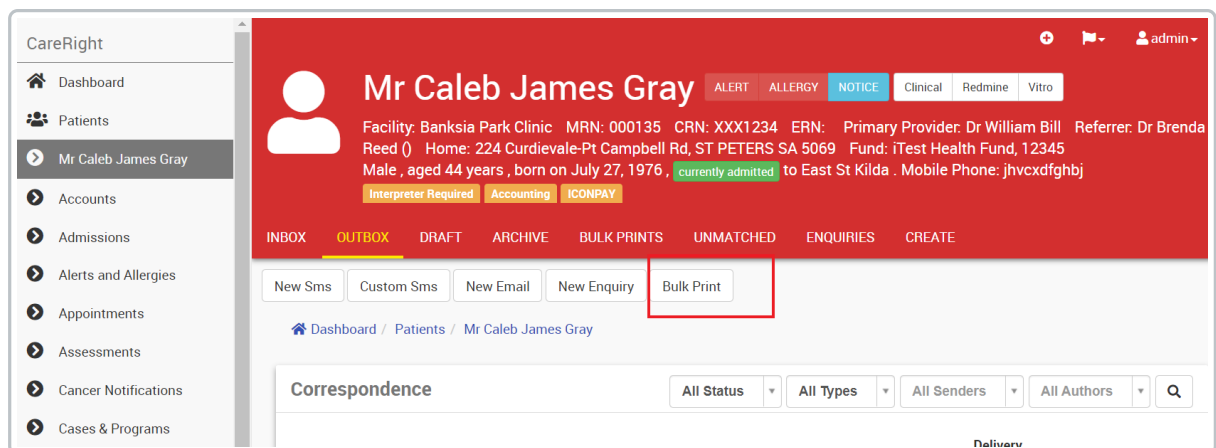 CareRight
Dashboard
Patients
Mr Caleb James Gray
Accounts
Admissions
Alerts and Allergies
Appointments
Assessments
Cancer Notifications
Cases & Programs
admin
Mr Caleb James Gray ALERT ALLERGY NOTICE Clinical Redmine Vitro
Facility: Banksia Park Clinic MRN: 000135 CRN: XXX1234 ERN: Primary Provider: Dr William Bill Referrer: Dr Brenda
Reed () Home: 224 Curdievale-Pt Campbell Rd, ST PETERS SA 5069 Fund: iTest Health Fund, 12345
Male , aged 44 years , born on July 27, 1976 , currently admitted to East St Kilda . Mobile Phone: jhvcxdfghbj
Interpreter Required Accounting ICONPAY
INBOX OUTBOX DRAFT ARCHIVE BULK PRINTS UNMATCHED ENQUIRIES CREATE
New Sms Custom Sms New Email New Enquiry Bulk Print
Dashboard / Patients / Mr Caleb James Gray
Correspondence All Status All Types All Senders All Authors
Delivery